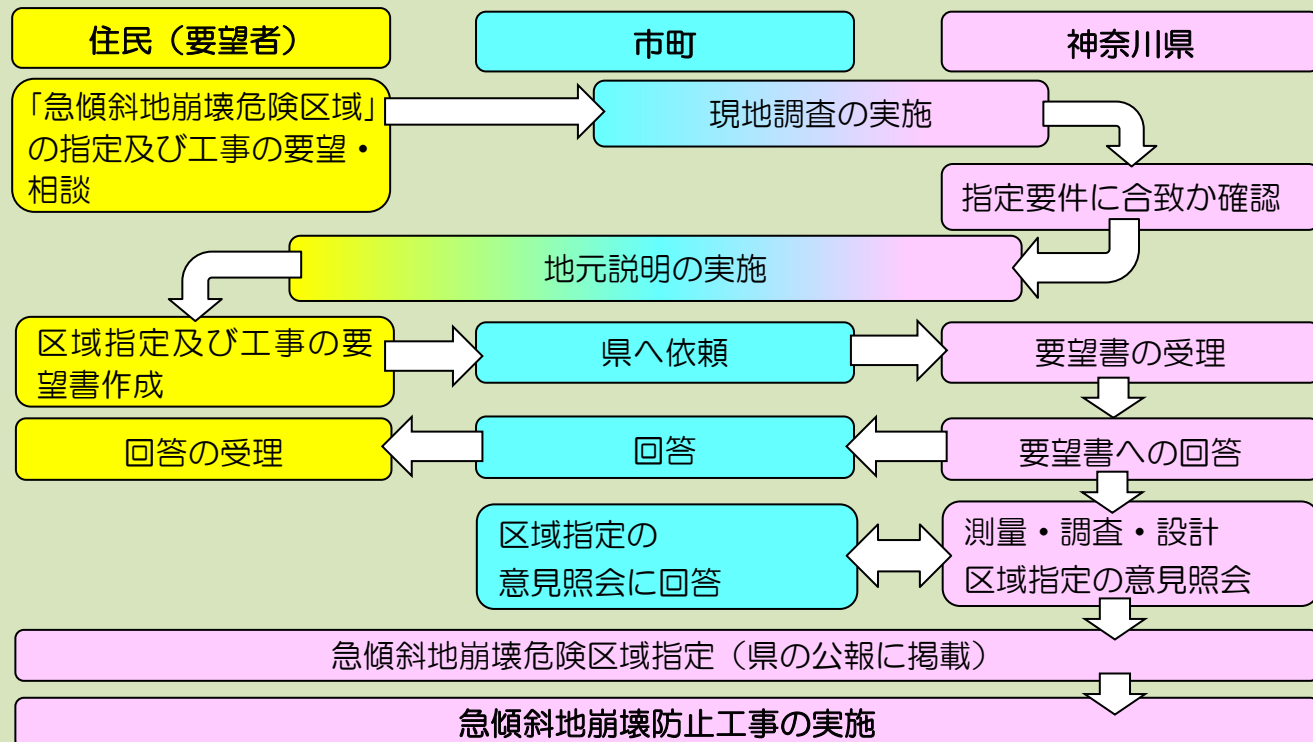 住民（要望者）
市町
神奈川県
「急傾斜地崩壊危険区域」
の指定及び工事の要望・
相談
現地調査の実施
指定要件に合致か確認
地元説明の実施
区域指定及び工事の要
望書作成
県へ依頼
要望書の受理
回答の受理
回答
要望書への回答
区域指定の
意見照会に回答
測量・調査・設計
区域指定の意見照会
急傾斜地崩壊危険区域指定（県の公報に掲載）
急傾斜地崩壊防止工事の実施